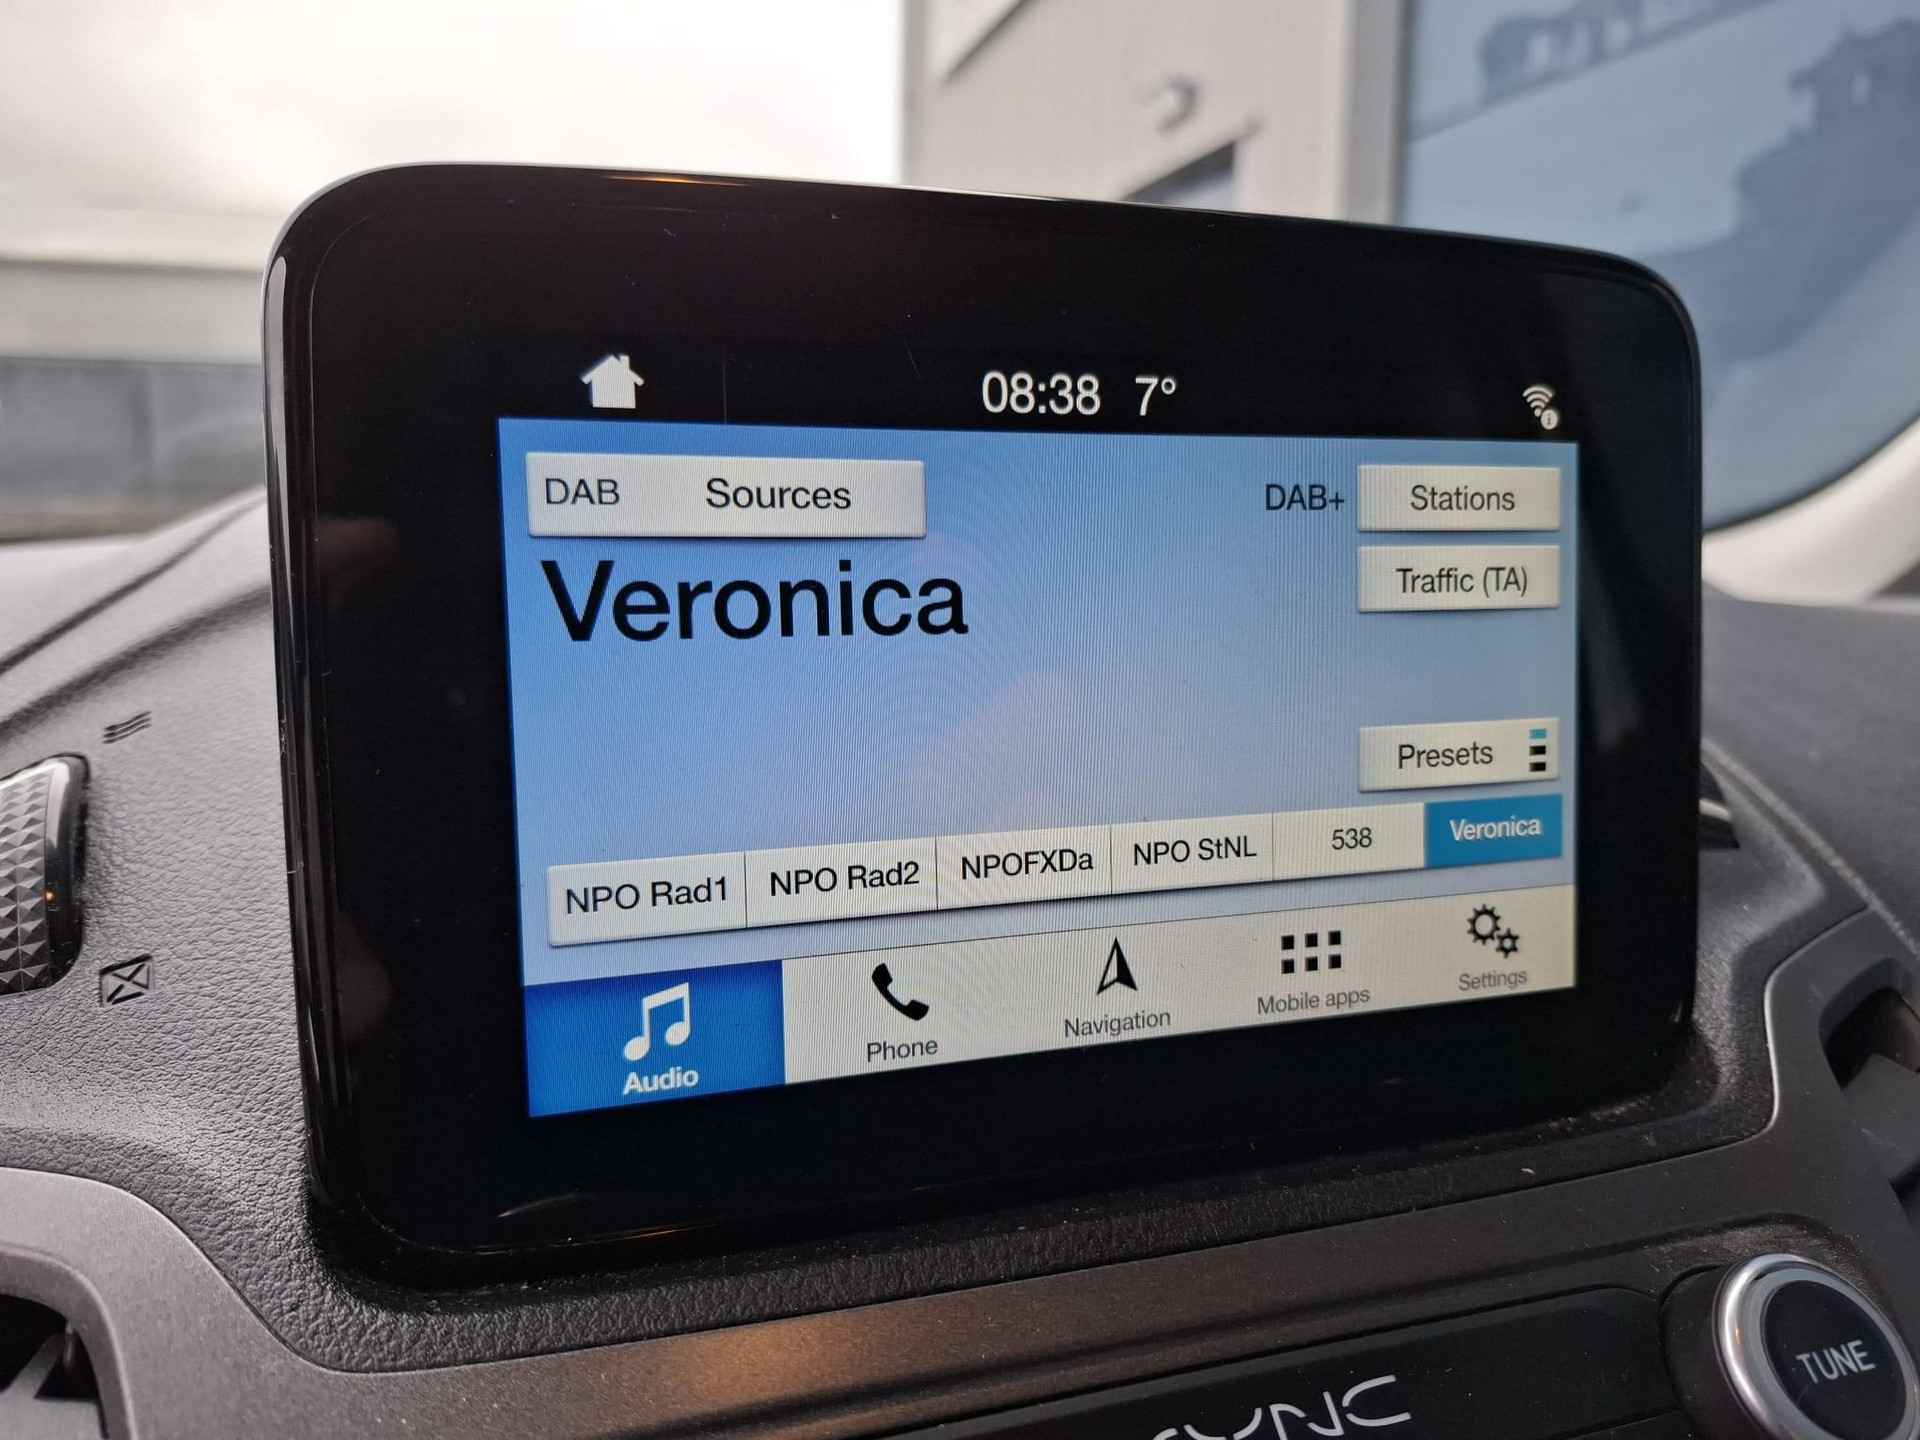 08:38 7°
DAB Sources
DAB+ Stations
Veronica
Traffic (TA)
Presets
NPO Rad1 NPO Rad2 NPOFXDa NPO StNL 538 Veronica
Audio Phone Navigation Mobile apps Settings
TUNE
SYNC